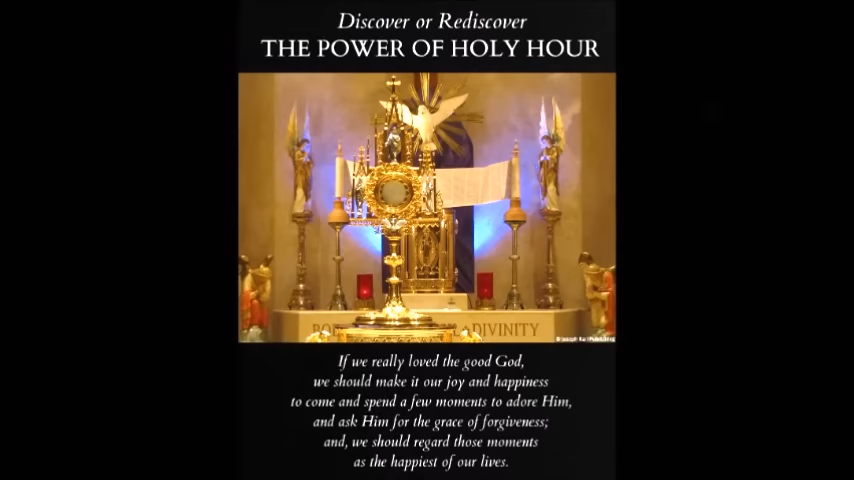 Discover or Rediscover
THE POWER OF HOLY HOUR
DIVINITY
If we really loved the good God,
we should make it our joy and happiness
to come and spend a few moments to adore Him,
and ask Him for the grace of forgiveness;
and, we should regard those moments
as the happiest of our lives.